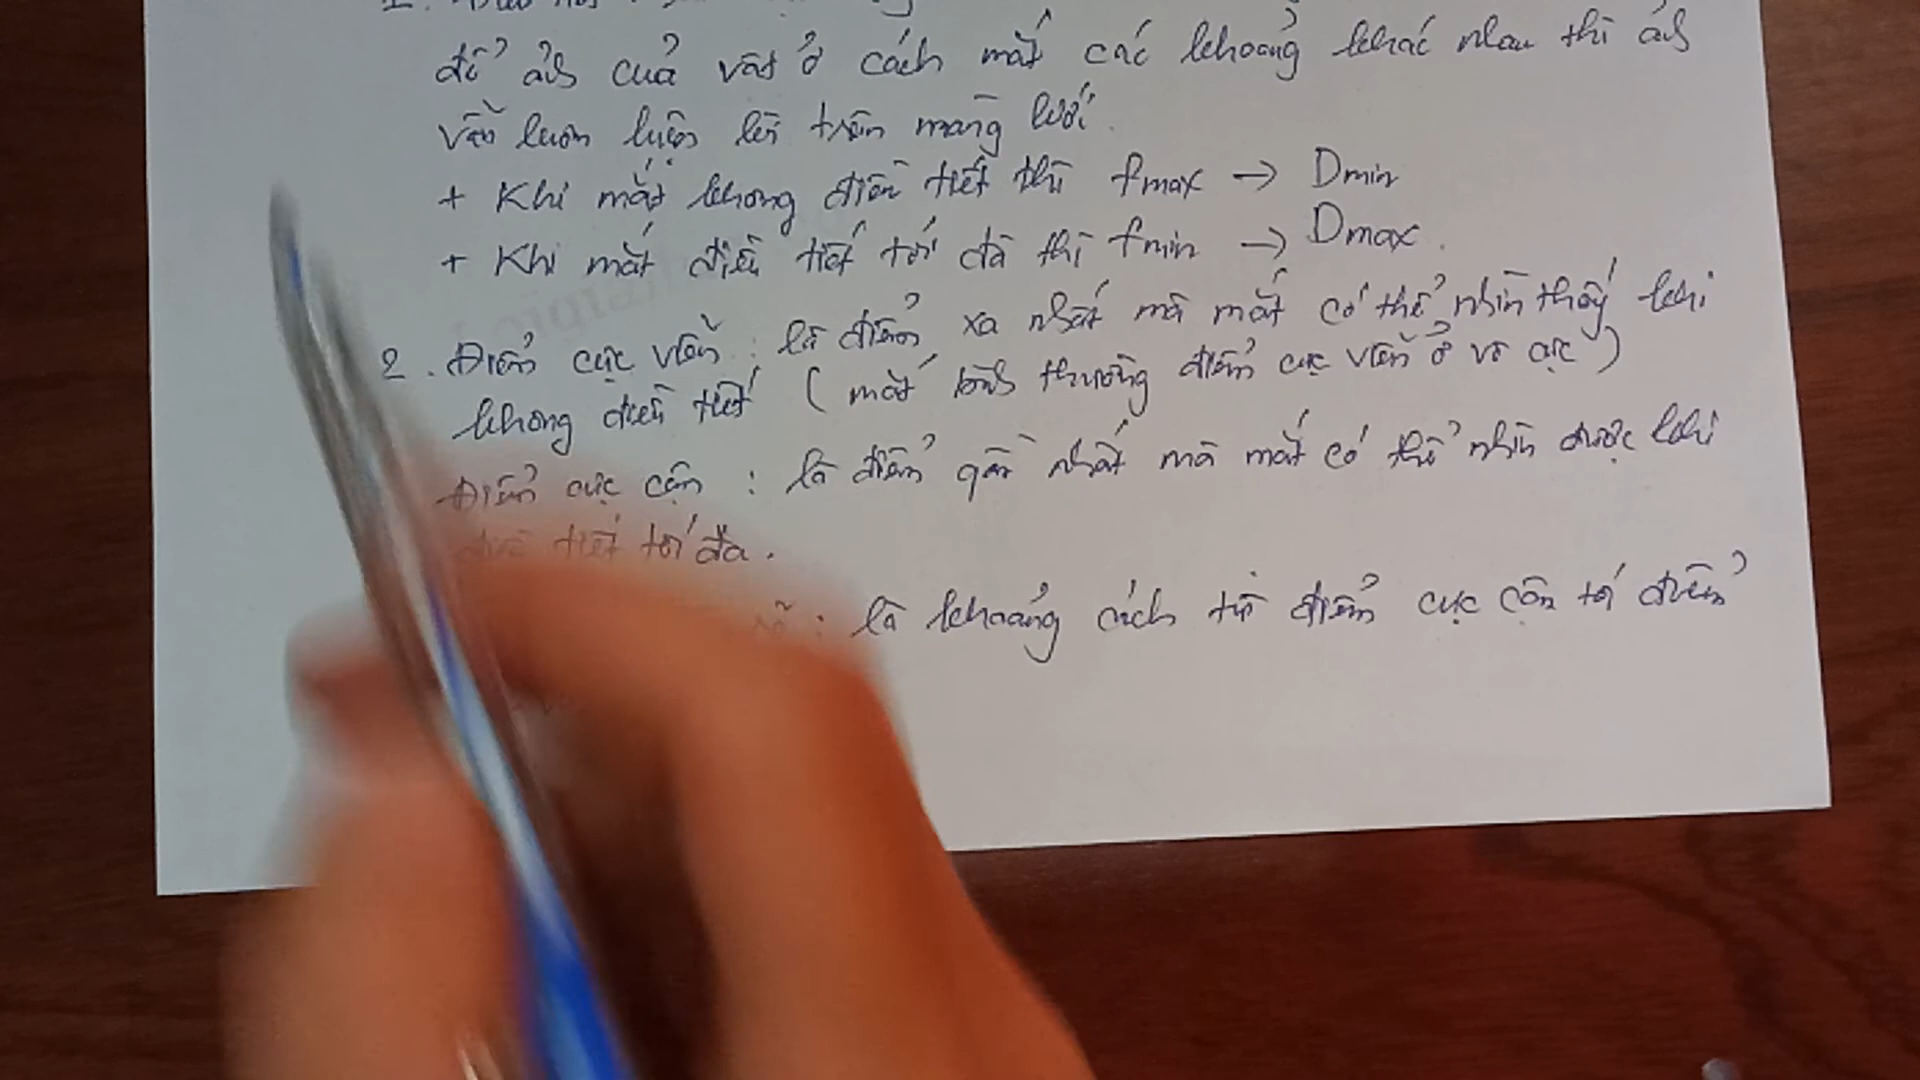 để ảnh của vật ở cách mắt các khoảng khác nhau thì ảnh
vẫn luôn hiện lên trên màng lưới.
+ Khi mắt không điều tiết thì fmax → Dmin
+ Khi mắt điều tiết tối đa thì fmin → Dmax.
2. Điểm cực viễn : là điểm xa nhất mà mắt có thể nhìn thấy khi
không điều tiết ( mắt bình thường điểm cực viễn ở vô cực )
Điểm cực cận : là điểm gần nhất mà mắt có thể nhìn được khi
điều tiết tối đa.
: là khoảng cách từ điểm cực cận tới điểm